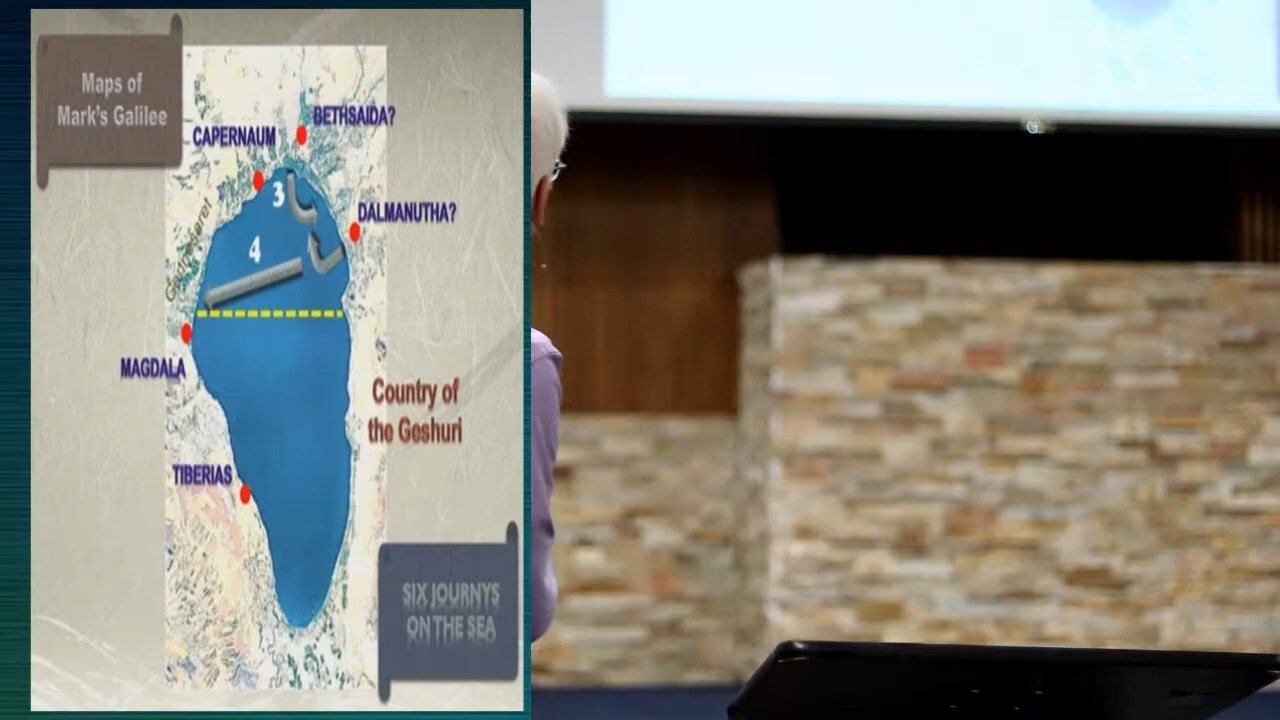 Maps of
Mark's Galilee
BETHSAIDA?
CAPERNAUM
3
DALMANUTHA?
4
MAGDALA
Country of
the Geshuri
TIBERIAS
SIX JOURNYS
ON THE SEA